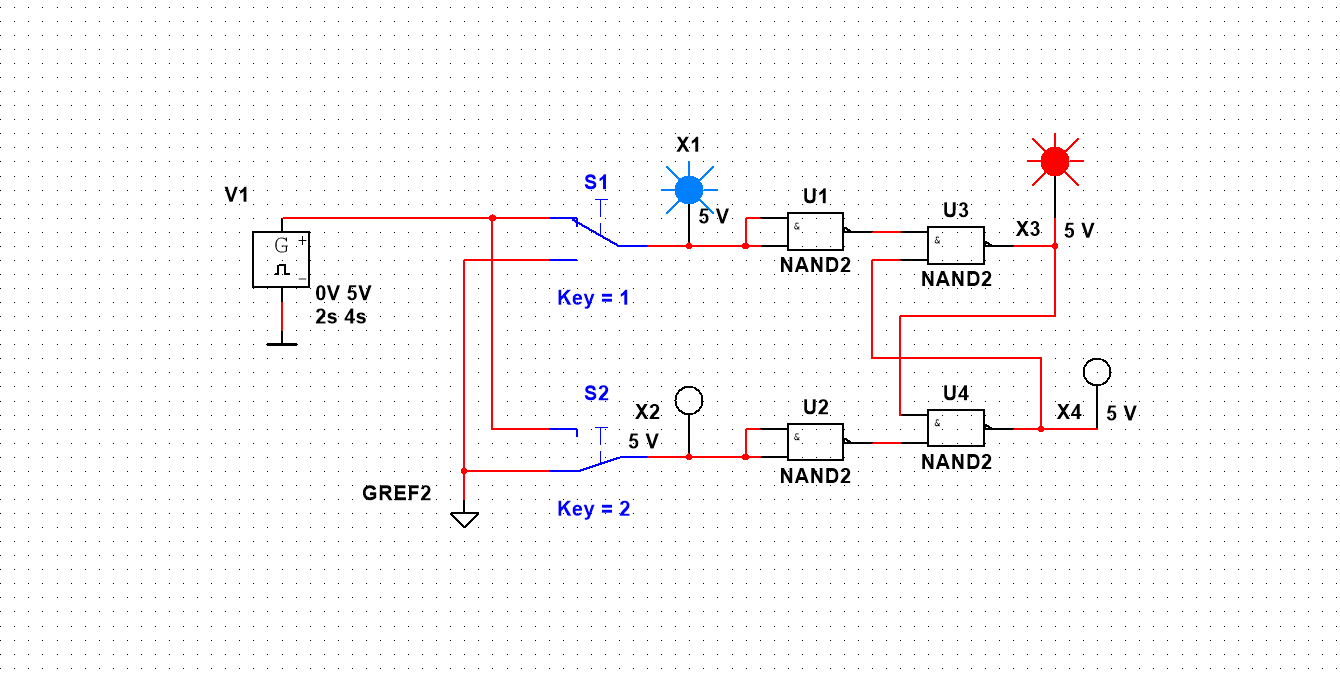 X1
S1
V1
U1
U3
5 V
X3
5 V
G
+
&
&
NAND2
NAND2
0V 5V
2s 4s
Key = 1
S2
X2
U2
U4
X4
5 V
5 V
&
&
NAND2
NAND2
GREF2
Key = 2